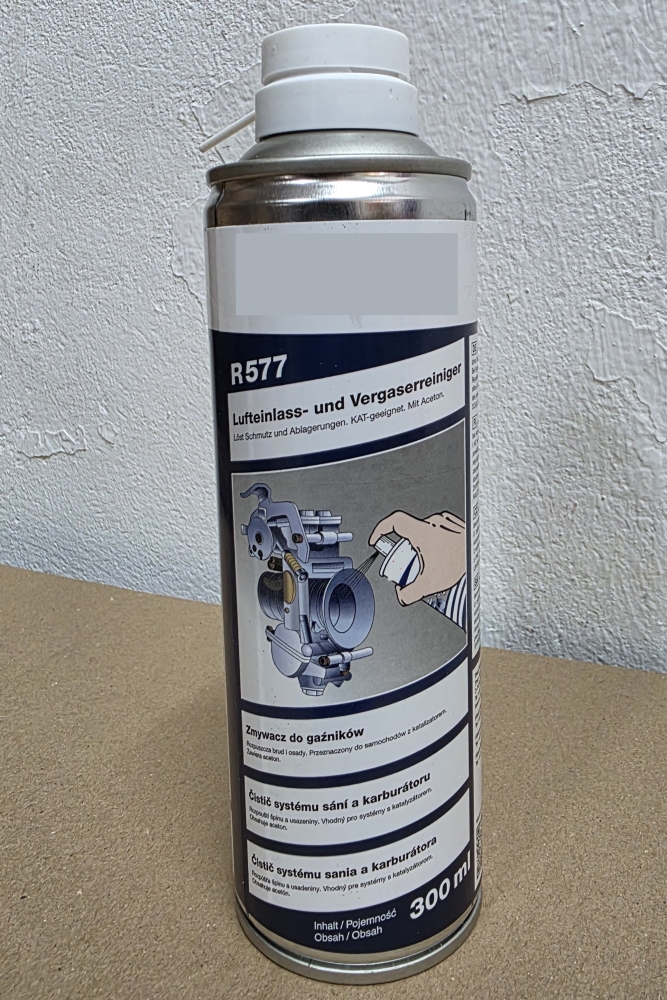 R577
Lufteinlass- und Vergaserreiniger
Löst Schmutz und Ablagerungen. KAT-geeignet. Mit Aceton.
Zmywacz do gaźników
Rozpuszcza brud i osady. Przeznaczony do samochodów z katalizatorem.
Zawiera aceton.
Čistič systému sání a karburátoru
Rozpouští špínu a usazeniny. Vhodný pro systémy s katalyzátorem.
Obsahuje aceton.
Čistič systému sania a karburátora
Rozpúšťa špinu a usadeniny. Vhodný pre systémy s katalyzátorom.
Obsahuje acetón.
Inhalt / Pojemność
Obsah / Obsah
300 ml